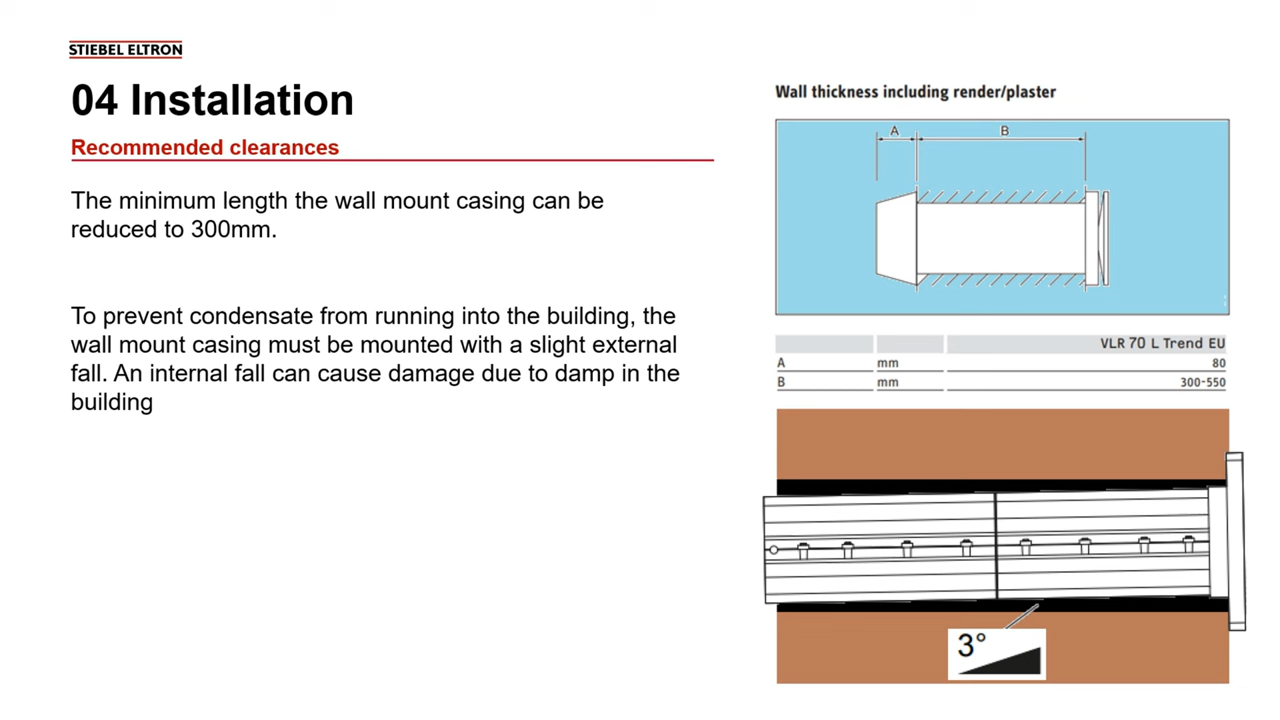 STIEBEL ELTRON
04 Installation
Recommended clearances
The minimum length the wall mount casing can be
reduced to 300mm.
To prevent condensate from running into the building, the
wall mount casing must be mounted with a slight external
fall. An internal fall can cause damage due to damp in the
building
Wall thickness including render/plaster
A B
VLR 70 L Trend EU
A mm 80
B mm 300-550
3°